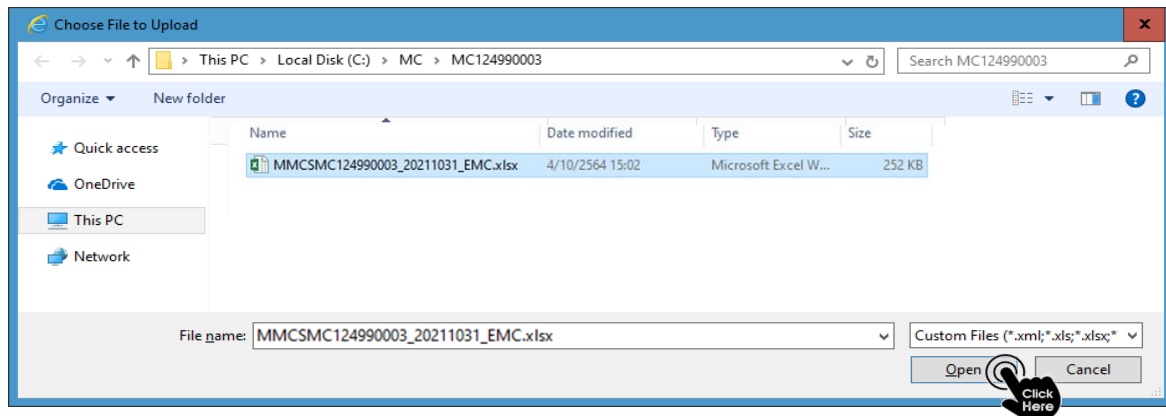 Choose File to Upload
x
This PC > Local Disk (C:) > MC > MC124990003
Search MC124990003
Organize
New folder
?
Name
Date modified
Type
Size
Quick access
MMCSMC124990003_20211031_EMC.xlsx
4/10/2564 15:02
Microsoft Excel W...
252 KB
OneDrive
This PC
Network
File name:
MMCSMC124990003_20211031_EMC.xlsx
Custom Files (*.xml;*.xls;*.xlsx;*
Open
Cancel
Click
Here